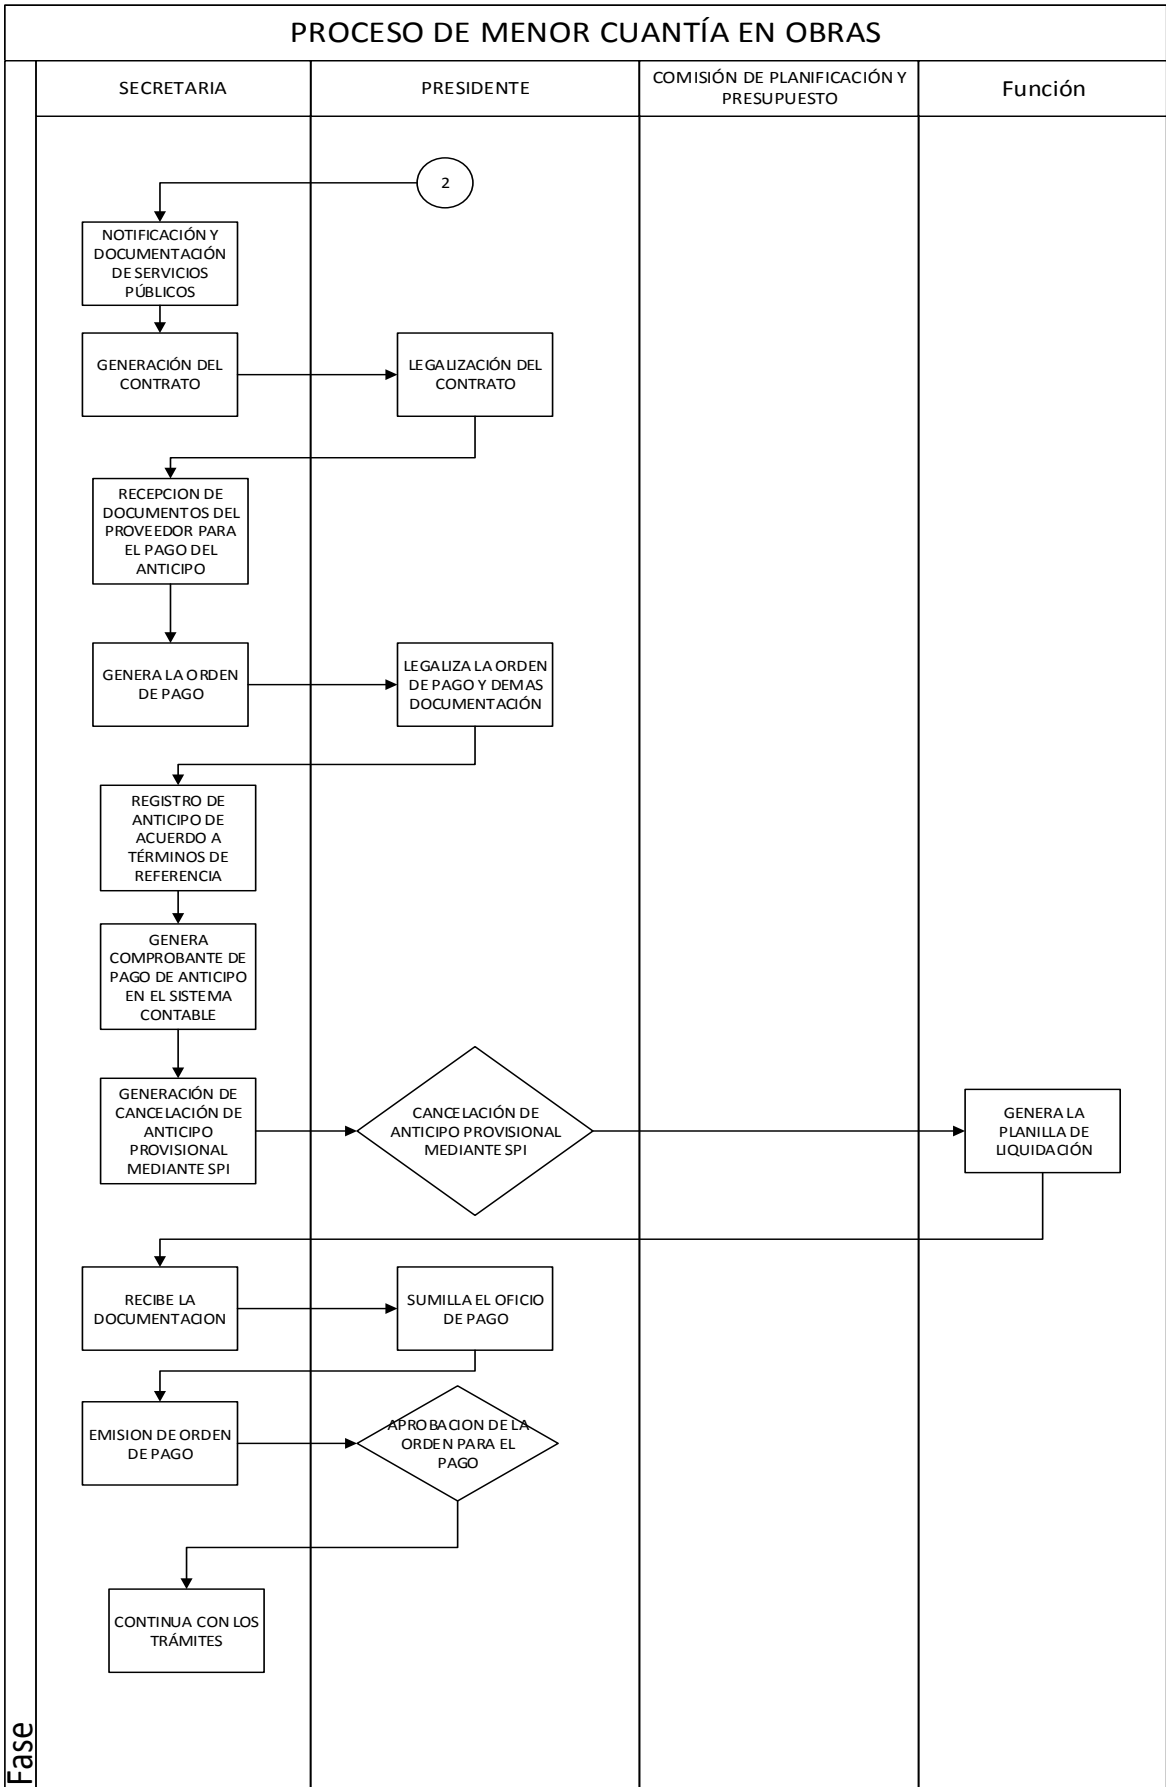 PROCESO DE MENOR CUANTÍA EN OBRAS
SECRETARIA
PRESIDENTE
COMISIÓN DE PLANIFICACIÓN Y
PRESUPUESTO
Función
2
NOTIFICACIÓN Y
DOCUMENTACIÓN
DE SERVICIOS
PÚBLICOS
GENERACIÓN DEL
CONTRATO
LEGALIZACIÓN DEL
CONTRATO
RECEPCION DE
DOCUMENTOS DEL
PROVEEDOR PARA
EL PAGO DEL
ANTICIPO
GENERA LA ORDEN
DE PAGO
LEGALIZA LA ORDEN
DE PAGO Y DEMAS
DOCUMENTACIÓN
REGISTRO DE
ANTICIPO DE
ACUERDO A
TÉRMINOS DE
REFERENCIA
GENERA
COMPROBANTE DE
PAGO DE ANTICIPO
EN EL SISTEMA
CONTABLE
GENERACIÓN DE
CANCELACIÓN DE
ANTICIPO
PROVISIONAL
MEDIANTE SPI
CANCELACIÓN DE
ANTICIPO PROVISIONAL
MEDIANTE SPI
GENERA LA
PLANILLA DE
LIQUIDACIÓN
RECIBE LA
DOCUMENTACION
SUMILLA EL OFICIO
DE PAGO
EMISION DE ORDEN
DE PAGO
APROBACION DE LA
ORDEN PARA EL
PAGO
CONTINUA CON LOS
TRÁMITES
Fase